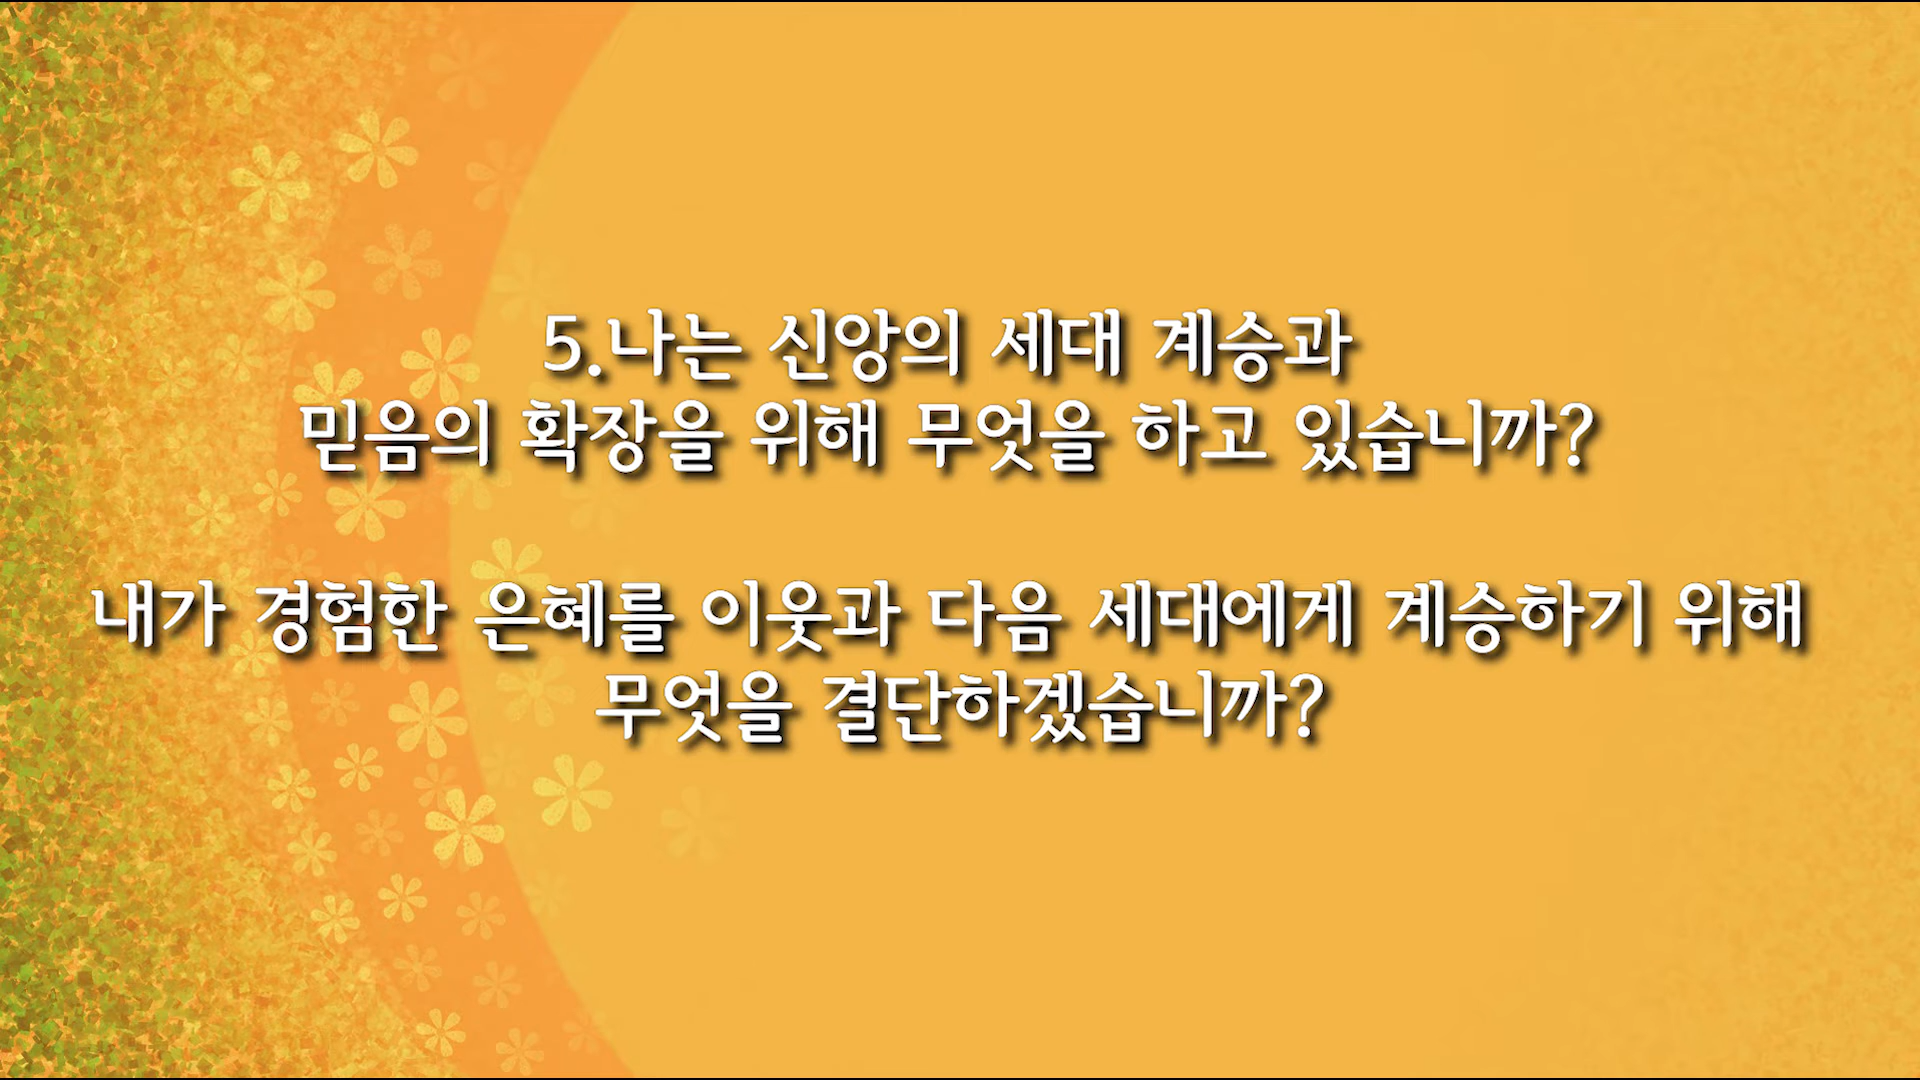 5.나는 신앙의 세대 계승과
믿음의 확장을 위해 무엇을 하고 있습니까?
내가 경험한 은혜를 이웃과 다음 세대에게 계승하기 위해
무엇을 결단하겠습니까?